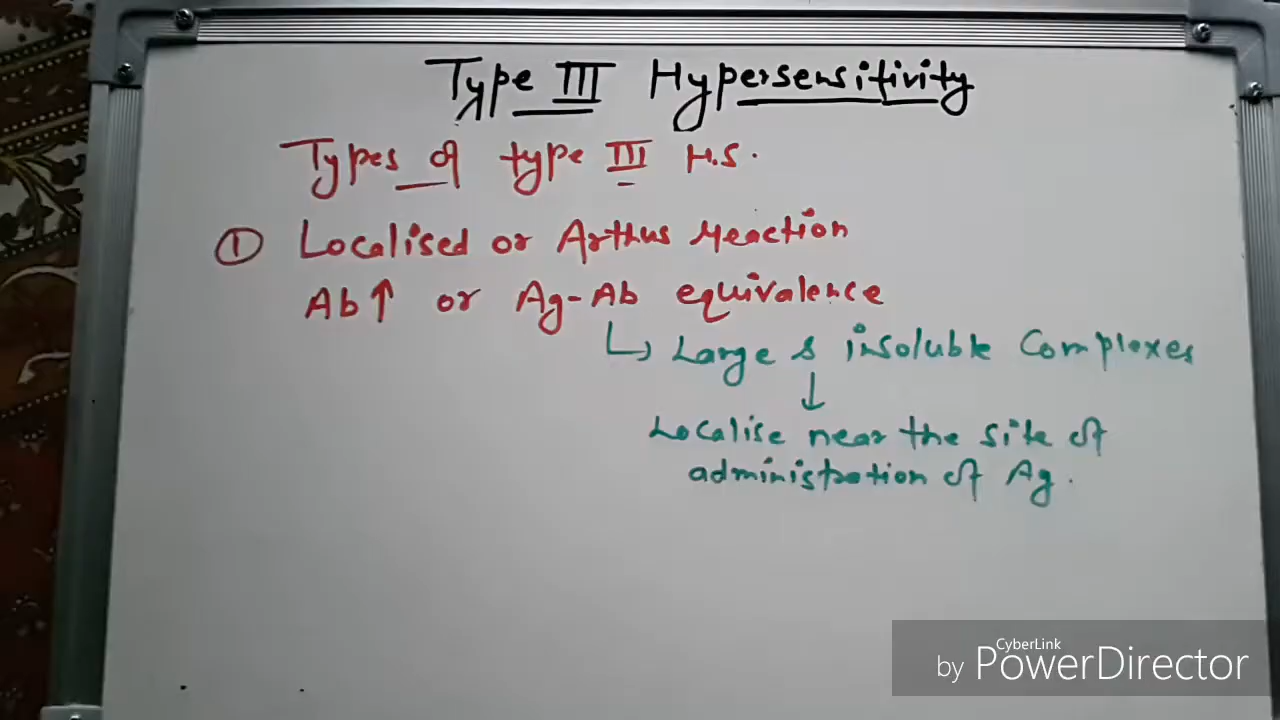 Type III Hypersensitivity
Types of type III H.S.
① Localised or Arthus reaction
Ab↑ or Ag-Ab equivalence
↳ Large & insoluble Complexes
↓
Localise near the site of
administration of Ag.
CyberLink
by PowerDirector